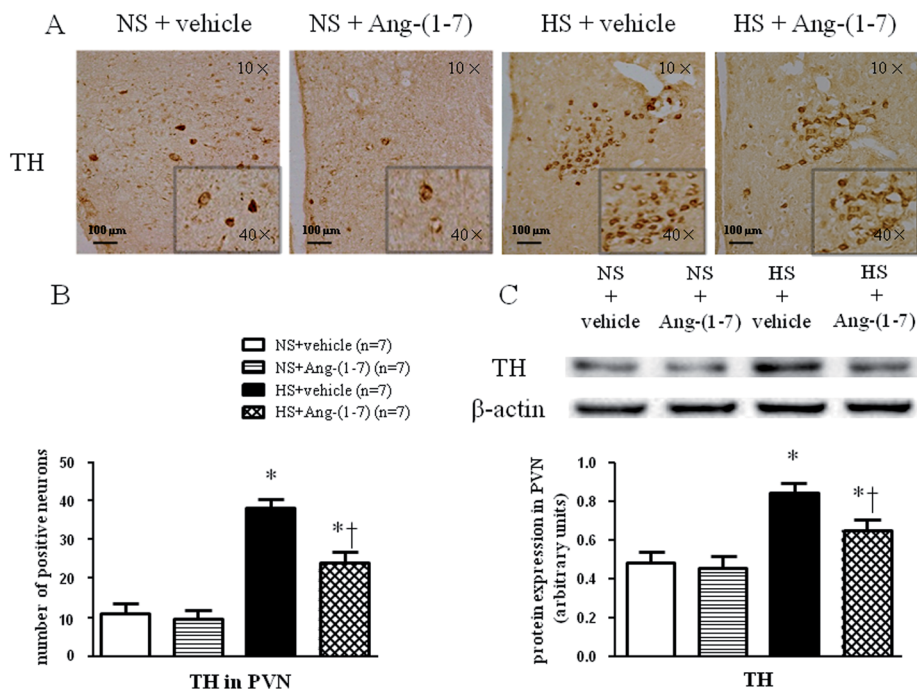 A
NS + vehicle
NS + Ang-(1-7)
HS + vehicle
HS + Ang-(1-7)
TH
10×
10×
10×
10×
100 μm
40×
100 μm
40×
100 μm
40×
100 μm
40×
B
NS+vehicle (n=7)
NS+Ang-(1-7) (n=7)
HS+vehicle (n=7)
HS+Ang-(1-7) (n=7)
number of positive neurons
50
40
30
20
10
0
*
*†
TH in PVN
C
NS
+
vehicle
NS
+
Ang-(1-7)
HS
+
vehicle
HS
+
Ang-(1-7)
TH
β-actin
protein expression in PVN
(arbitrary units)
1.0
0.8
0.6
0.4
0.2
0.0
*
*†
TH